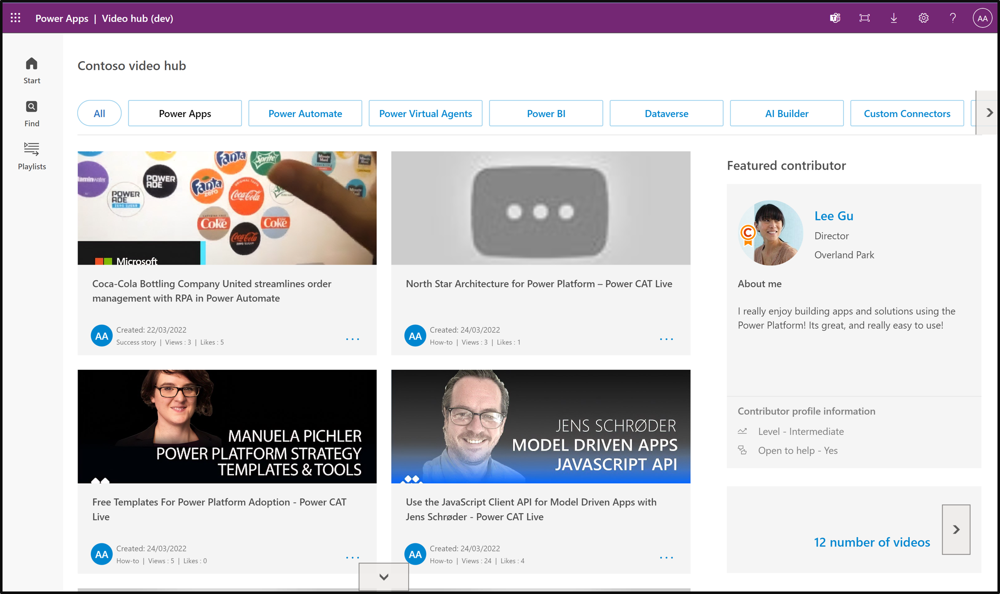 Power Apps | Video hub (dev)
AA
Start
Find
Playlists
Contoso video hub
All
Power Apps
Power Automate
Power Virtual Agents
Power BI
Dataverse
AI Builder
Custom Connectors
Fanta
Sprite
POWER
ADE
POWER
ADE
ZERO SUGAR
Fanta
zero
ORIGINAL TASTE
Coca-Cola
Coke
Coke
Coca-Cola
ZERO SUGAR
Minute
Maid
Microsoft
Coca-Cola Bottling Company United streamlines order
management with RPA in Power Automate
AA
Created: 22/03/2022
Success story | Views : 3 | Likes : 5
...
North Star Architecture for Power Platform – Power CAT Live
AA
Created: 24/03/2022
How-to | Views : 3 | Likes : 1
...
MANUELA PICHLER
POWER PLATFORM STRATEGY
TEMPLATES & TOOLS
Free Templates For Power Platform Adoption - Power CAT
Live
AA
Created: 24/03/2022
How-to | Views : 5 | Likes : 0
...
JENS SCHRØDER
MODEL DRIVEN APPS
JAVASCRIPT API
Use the JavaScript Client API for Model Driven Apps with
Jens Schrøder - Power CAT Live
AA
Created: 24/03/2022
How-to | Views : 24 | Likes : 4
...
Featured contributor
C
Lee Gu
Director
Overland Park
About me
I really enjoy building apps and solutions using the
Power Platform! Its great, and really easy to use!
Contributor profile information
Level - Intermediate
Open to help - Yes
12 number of videos